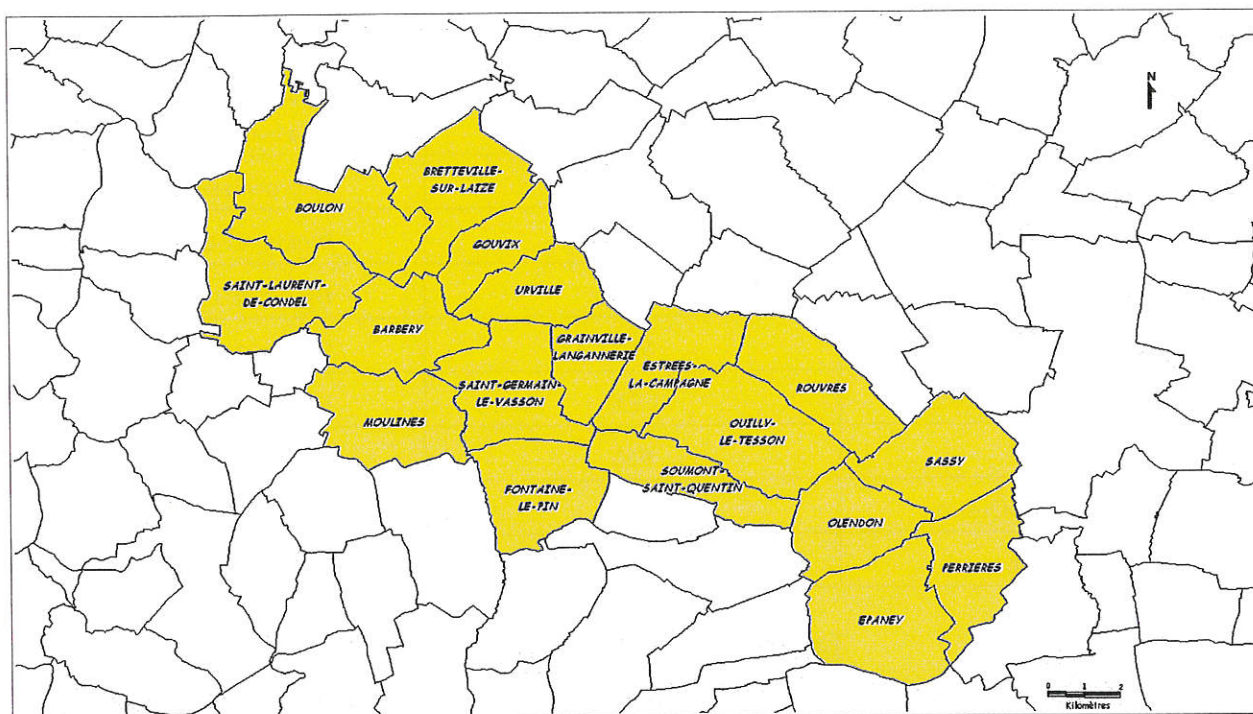 N
BRETTEVILLE-
SUR-LAIZE
BOULON
GOUVIX
SAINT-LAURENT-
DE-CONDEL
URVILLE
BARBERY
GRAINVILLE-
LANGANNERIE
ESTREES-
LA-CAMPAGNE
ROUVRES
SAINT-GERMAIN-
LE-VASSON
MOULINES
OUILLY-
LE-TESSON
SASSY
SOUMONT-
SAINT-QUENTIN
FONTAINE-
LE-PIN
OLENDON
PERRIERES
EPANEY
0 1 2
Kilomètres